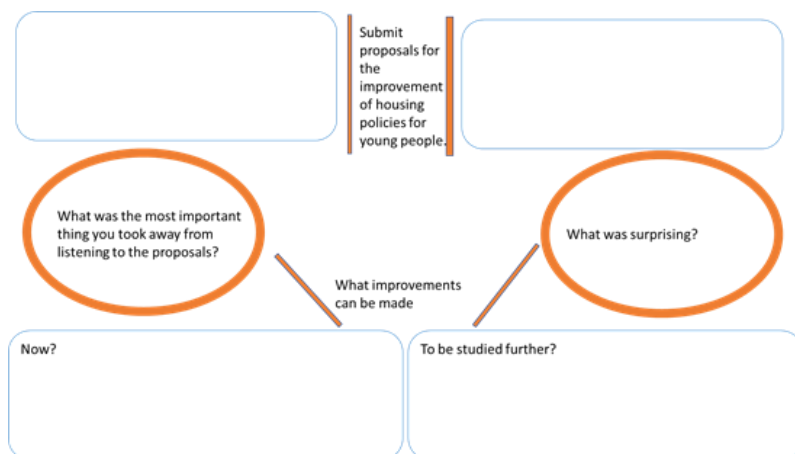 Submit
proposals for
the
improvement
of housing
policies for
young people.
What was the most important
thing you took away from
listening to the proposals?
What was surprising?
What improvements
can be made
Now?
To be studied further?